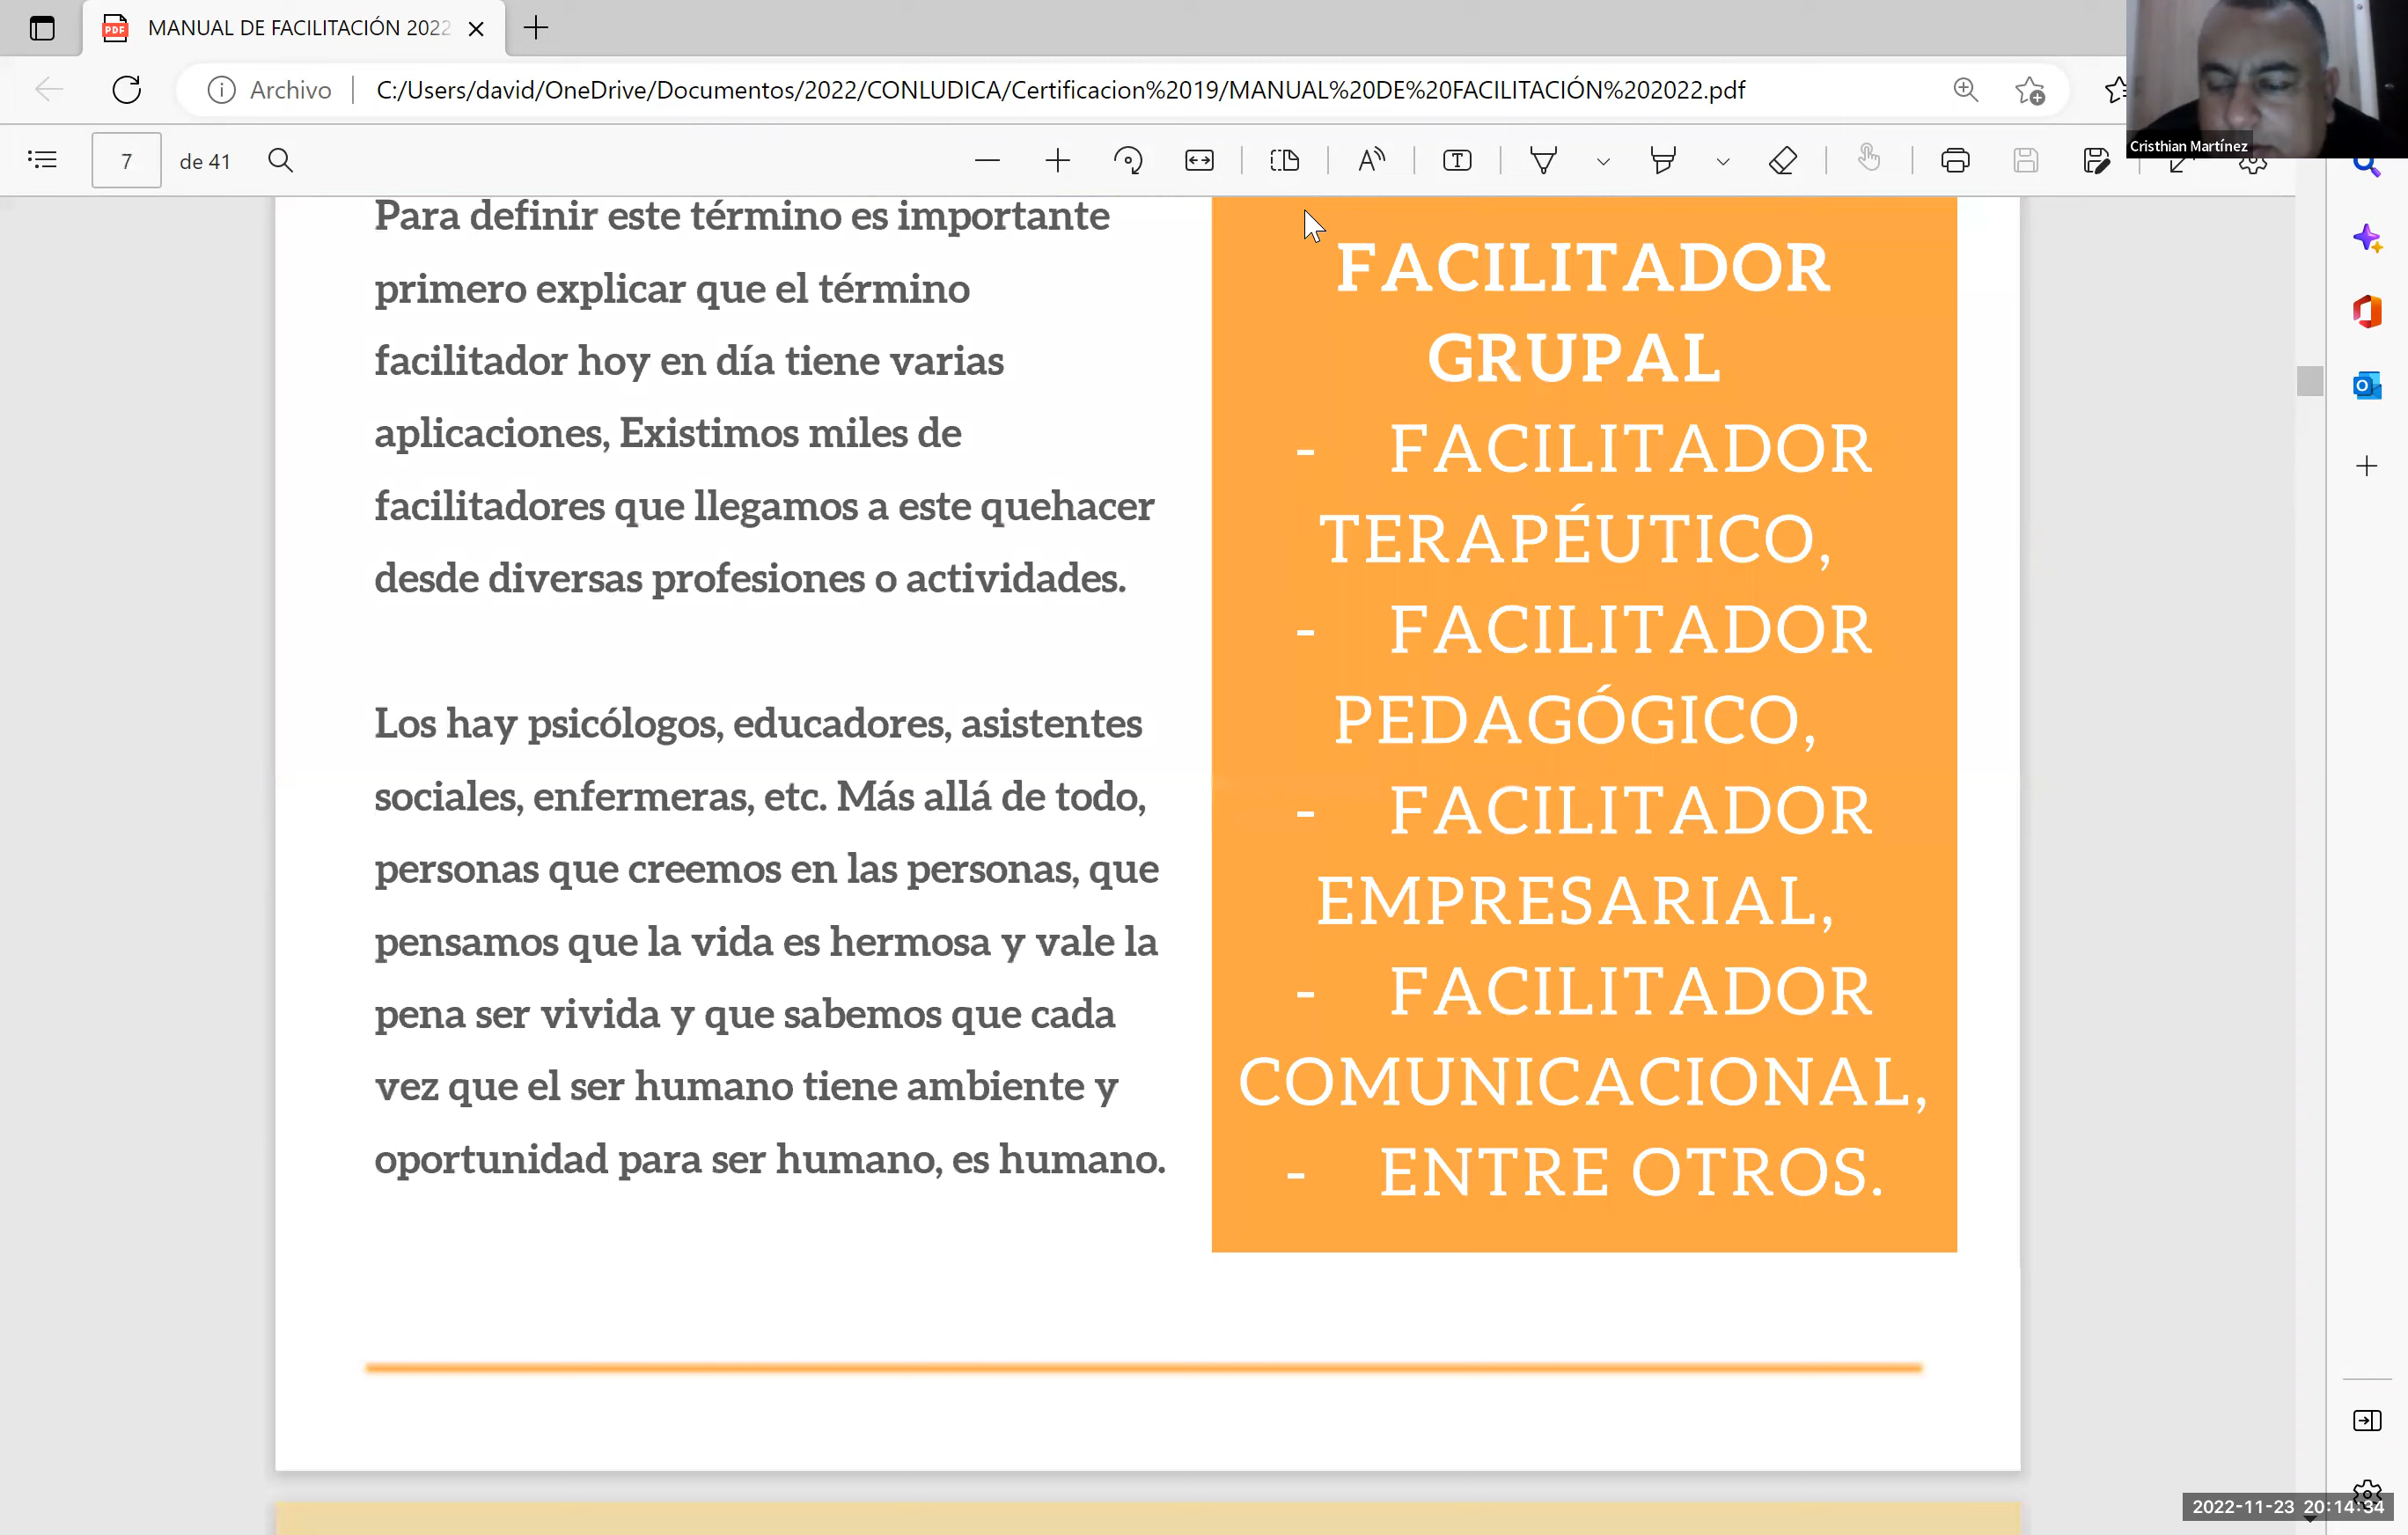 MANUAL DE FACILITACIÓN 2022
Archivo
C:/Users/david/OneDrive/Documentos/2022/CONLUDICA/Certificacion%2019/MANUAL%20DE%20FACILITACIÓN%202022.pdf
Cristhian Martínez
7 de 41
Para definir este término es importante
primero explicar que el término
facilitador hoy en día tiene varias
aplicaciones, Existimos miles de
facilitadores que llegamos a este quehacer
desde diversas profesiones o actividades.
Los hay psicólogos, educadores, asistentes
sociales, enfermeras, etc. Más allá de todo,
personas que creemos en las personas, que
pensamos que la vida es hermosa y vale la
pena ser vivida y que sabemos que cada
vez que el ser humano tiene ambiente y
oportunidad para ser humano, es humano.
FACILITADOR
GRUPAL
- FACILITADOR
TERAPÉUTICO,
- FACILITADOR
PEDAGÓGICO,
- FACILITADOR
EMPRESARIAL,
- FACILITADOR
COMUNICACIONAL,
- ENTRE OTROS.
2022-11-23 20:14:34